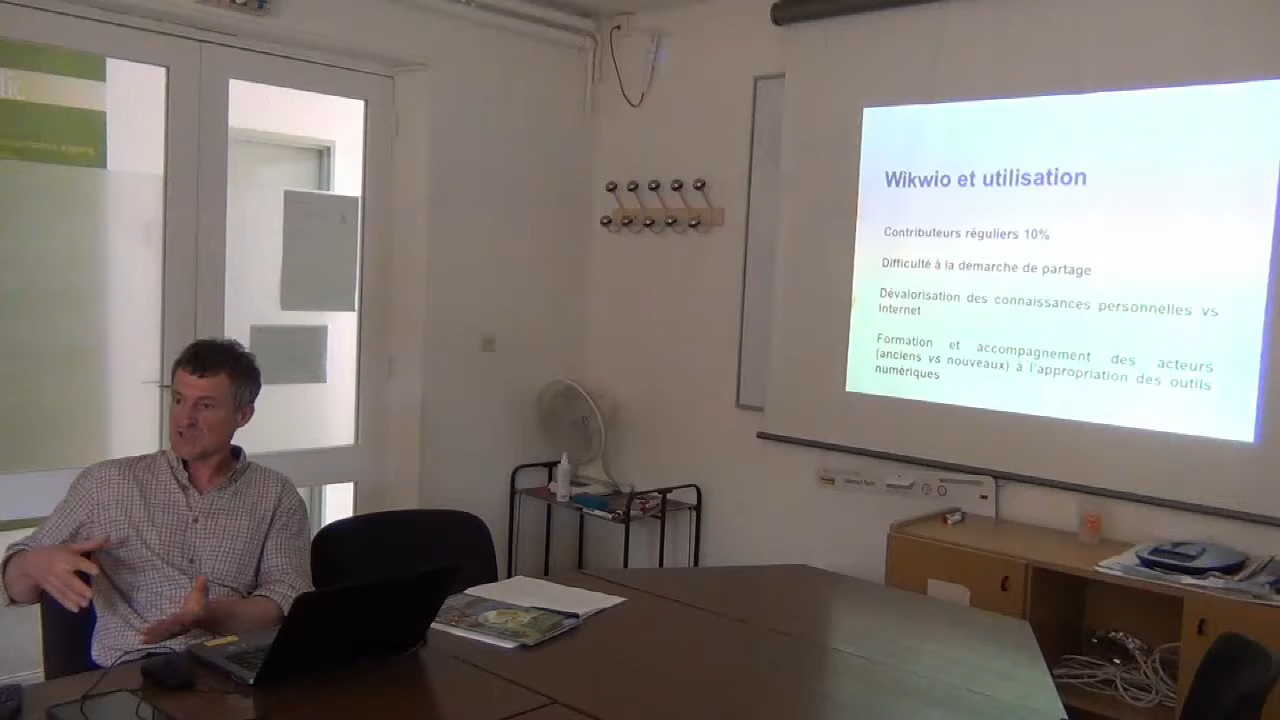 Wikwio et utilisation
Contributeurs réguliers 10%
Difficulté à la démarche de partage
Dévalorisation des connaissances personnelles vs
Internet
Formation et accompagnement des acteurs
(anciens vs nouveaux) à l'appropriation des outils
numériques